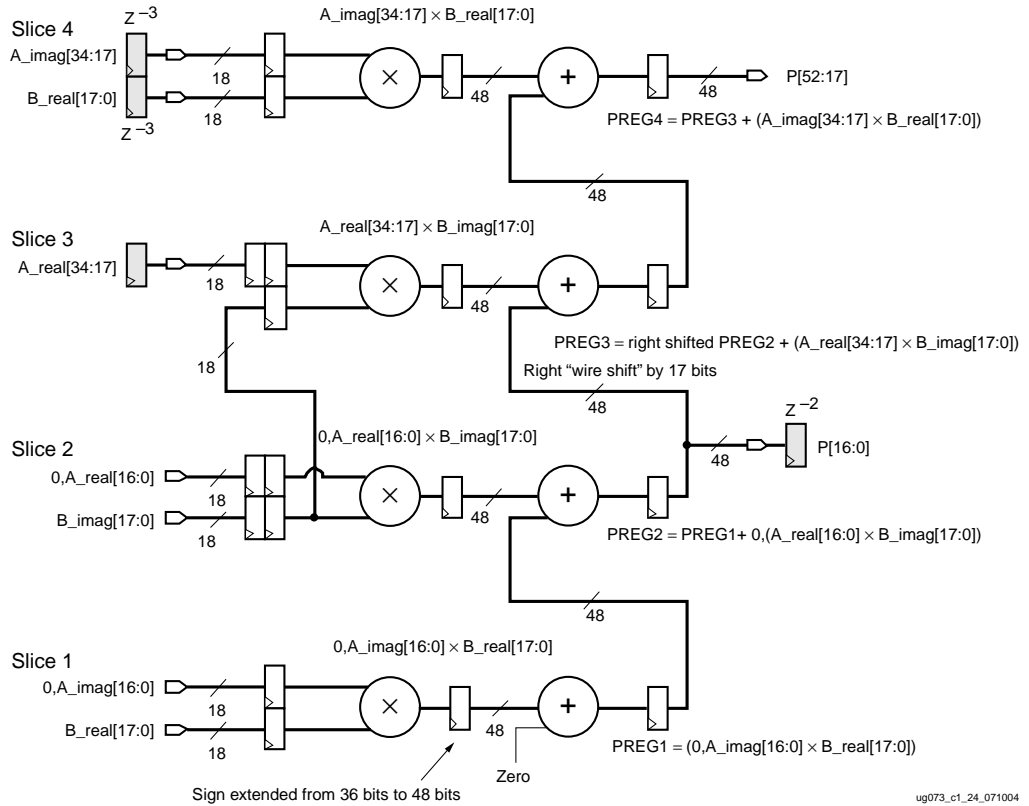 Z⁻³
A_imag[34:17] × B_real[17:0]
Slice 4
A_imag[34:17]
18
B_real[17:0]
18
Z⁻³
×
48
+
48
P[52:17]
PREG4 = PREG3 + (A_imag[34:17] × B_real[17:0])
48
A_real[34:17] × B_imag[17:0]
Slice 3
A_real[34:17]
18
×
48
+
18
PREG3 = right shifted PREG2 + (A_real[34:17] × B_imag[17:0])
Right “wire shift” by 17 bits
48
Z⁻²
48
P[16:0]
0,A_real[16:0] × B_imag[17:0]
Slice 2
0,A_real[16:0]
18
B_imag[17:0]
18
×
48
+
PREG2 = PREG1+ 0,(A_real[16:0] × B_imag[17:0])
48
0,A_imag[16:0] × B_real[17:0]
Slice 1
0,A_imag[16:0]
18
B_real[17:0]
18
×
48
+
PREG1 = (0,A_imag[16:0] × B_real[17:0])
Zero
Sign extended from 36 bits to 48 bits
ug073_c1_24_071004